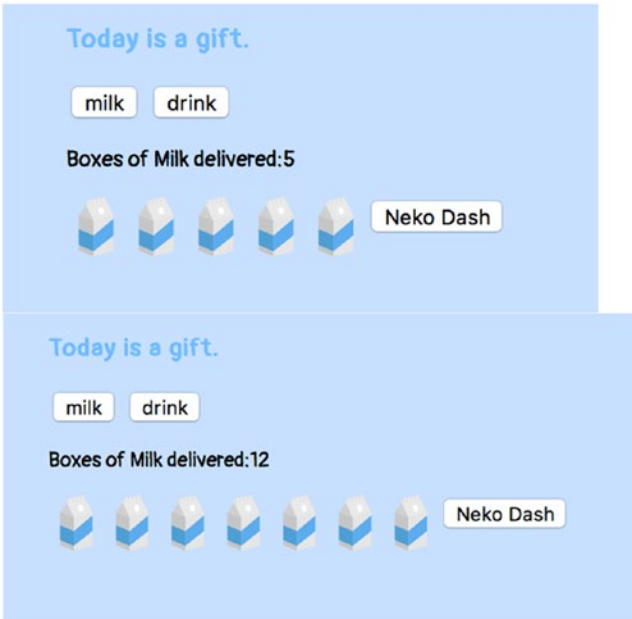 Today is a gift.
milk drink
Boxes of Milk delivered:5
Neko Dash
Today is a gift.
milk drink
Boxes of Milk delivered:12
Neko Dash